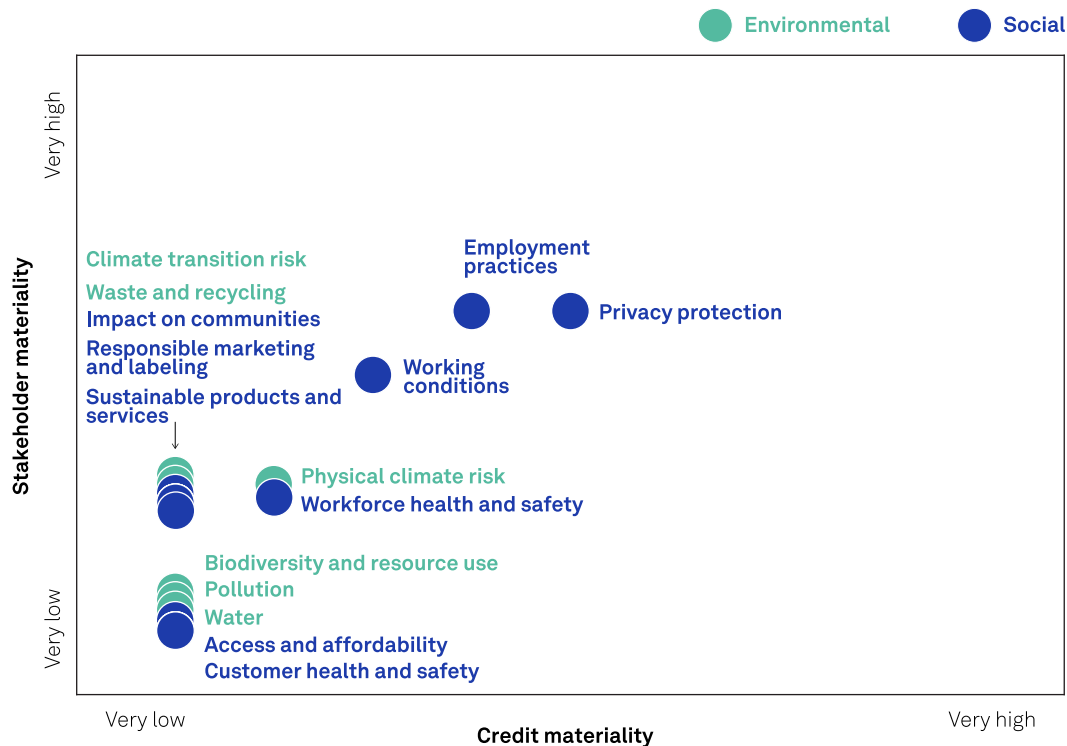 Environmental
Social
Very high
Stakeholder materiality
Very low
Climate transition risk
Waste and recycling
Impact on communities
Responsible marketing
and labeling
Sustainable products and
services
Employment
practices
Privacy protection
Working
conditions
Physical climate risk
Workforce health and safety
Biodiversity and resource use
Pollution
Water
Access and affordability
Customer health and safety
Very low
Credit materiality
Very high